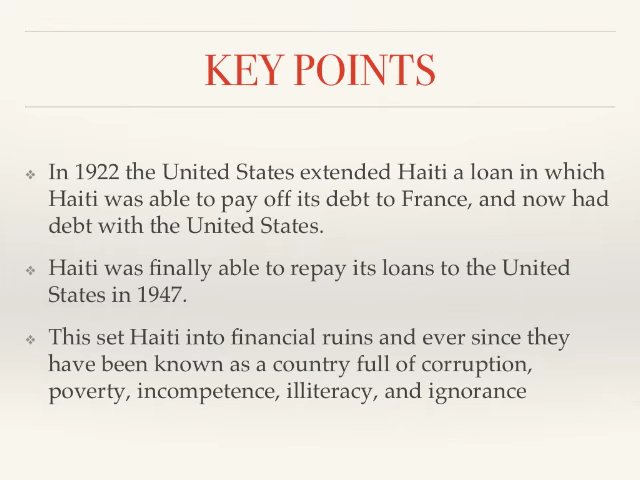 KEY POINTS
In 1922 the United States extended Haiti a loan in which
Haiti was able to pay off its debt to France, and now had
debt with the United States.
Haiti was finally able to repay its loans to the United
States in 1947.
This set Haiti into financial ruins and ever since they
have been known as a country full of corruption,
poverty, incompetence, illiteracy, and ignorance